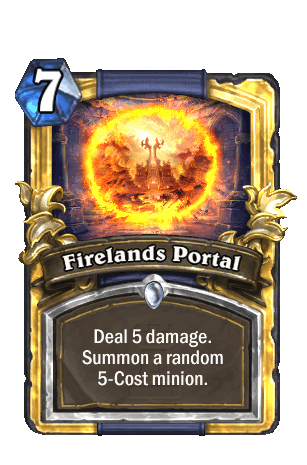 7
Firelands Portal
Deal 5 damage.
Summon a random
5-Cost minion.